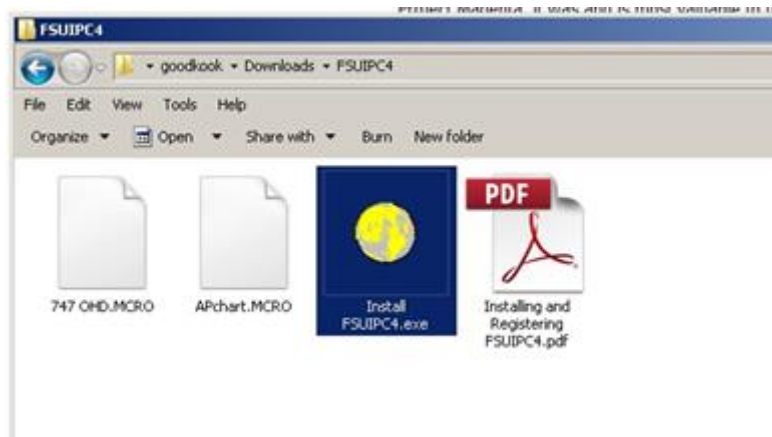 FSUIPC4
goodkook Downloads FSUIPC4
File Edit View Tools Help
Organize Open Share with Burn New folder
PDF
747 OHD.MCRO APchart.MCRO Install FSUIPC4.exe Installing and Registering FSUIPC4.pdf